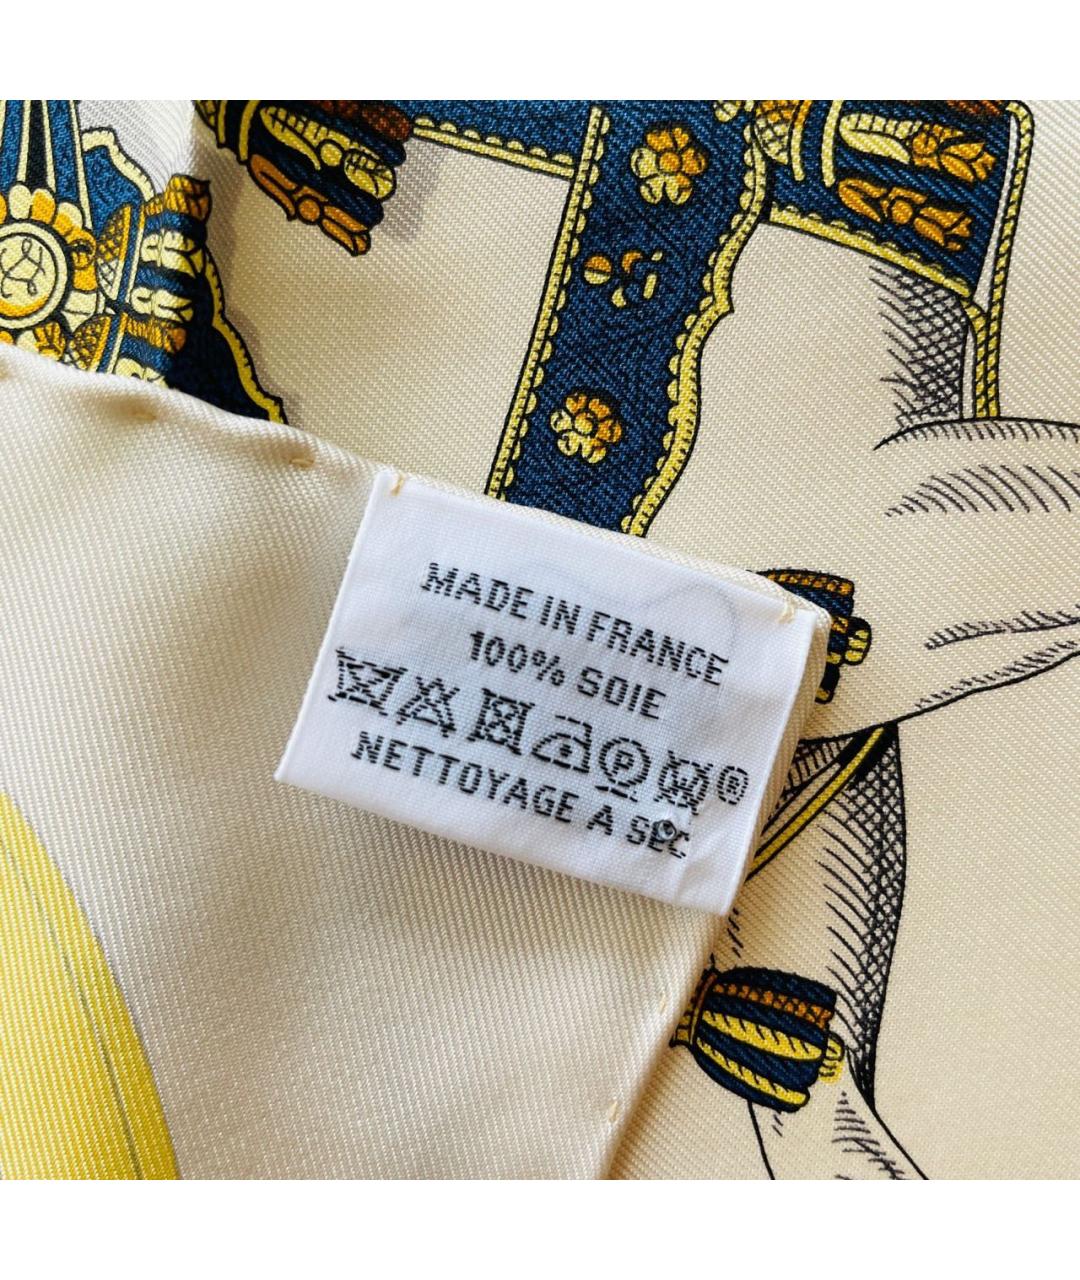 MADE IN FRANCE
100% SOIE
P ®
NETTOYAGE A SEC